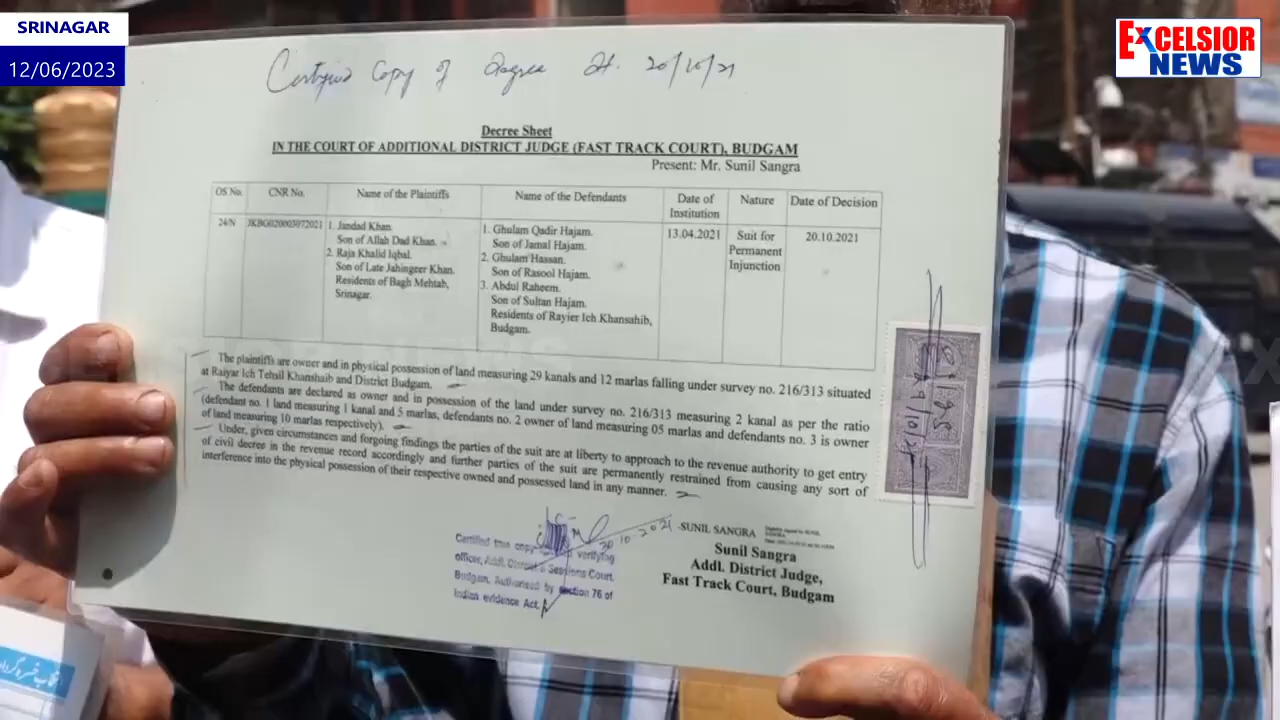 SRINAGAR
12/06/2023
EXCELSIOR
NEWS
Certified Copy of Degree Dt. 20/10/21
Decree Sheet
IN THE COURT OF ADDITIONAL DISTRICT JUDGE (FAST TRACK COURT), BUDGAM
Present: Mr. Sunil Sangra
OS No. CNR No. Name of the Plaintiffs Name of the Defendants Date of Institution Nature Date of Decision
24/N JKBG020003972021
1. Jandad Khan.
Son of Allah Dad Khan.
2. Raja Khalid Iqbal.
Son of Late Jahingeer Khan.
Residents of Bagh Mehtab,
Srinagar.
1. Ghulam Qadir Hajam.
Son of Jamal Hajam.
2. Ghulam Hassan.
Son of Rasool Hajam.
3. Abdul Raheem.
Son of Sultan Hajam.
Residents of Rayier Ich Khansahib,
Budgam.
13.04.2021
Suit for
Permanent
Injunction
20.10.2021
The plaintiffs are owner and in physical possession of land measuring 29 kanals and 12 marlas falling under survey no. 216/313 situated
at Raiyar Ich Tehsil Khanshaib and District Budgam.
The defendants are declared as owner and in possession of the land under survey no. 216/313 measuring 2 kanal as per the ratio
(defendant no. 1 land measuring 1 kanal and 5 marlas, defendants no. 2 owner of land measuring 05 marlas and defendants no. 3 is owner
of land measuring 10 marlas respectively).
Under, given circumstances and forgoing findings the parties of the suit are at liberty to approach to the revenue authority to get entry
of civil decree in the revenue record accordingly and further parties of the suit are permanently restrained from causing any sort of
interference into the physical possession of their respective owned and possessed land in any manner.
20.10.2021
SUNIL SANGRA
Sunil Sangra
Addl. District Judge,
Fast Track Court, Budgam
Certified this copy verifying
officer, Addl. District & Sessions Court,
Budgam, Authorised by Section 76 of
Indian evidence Act,